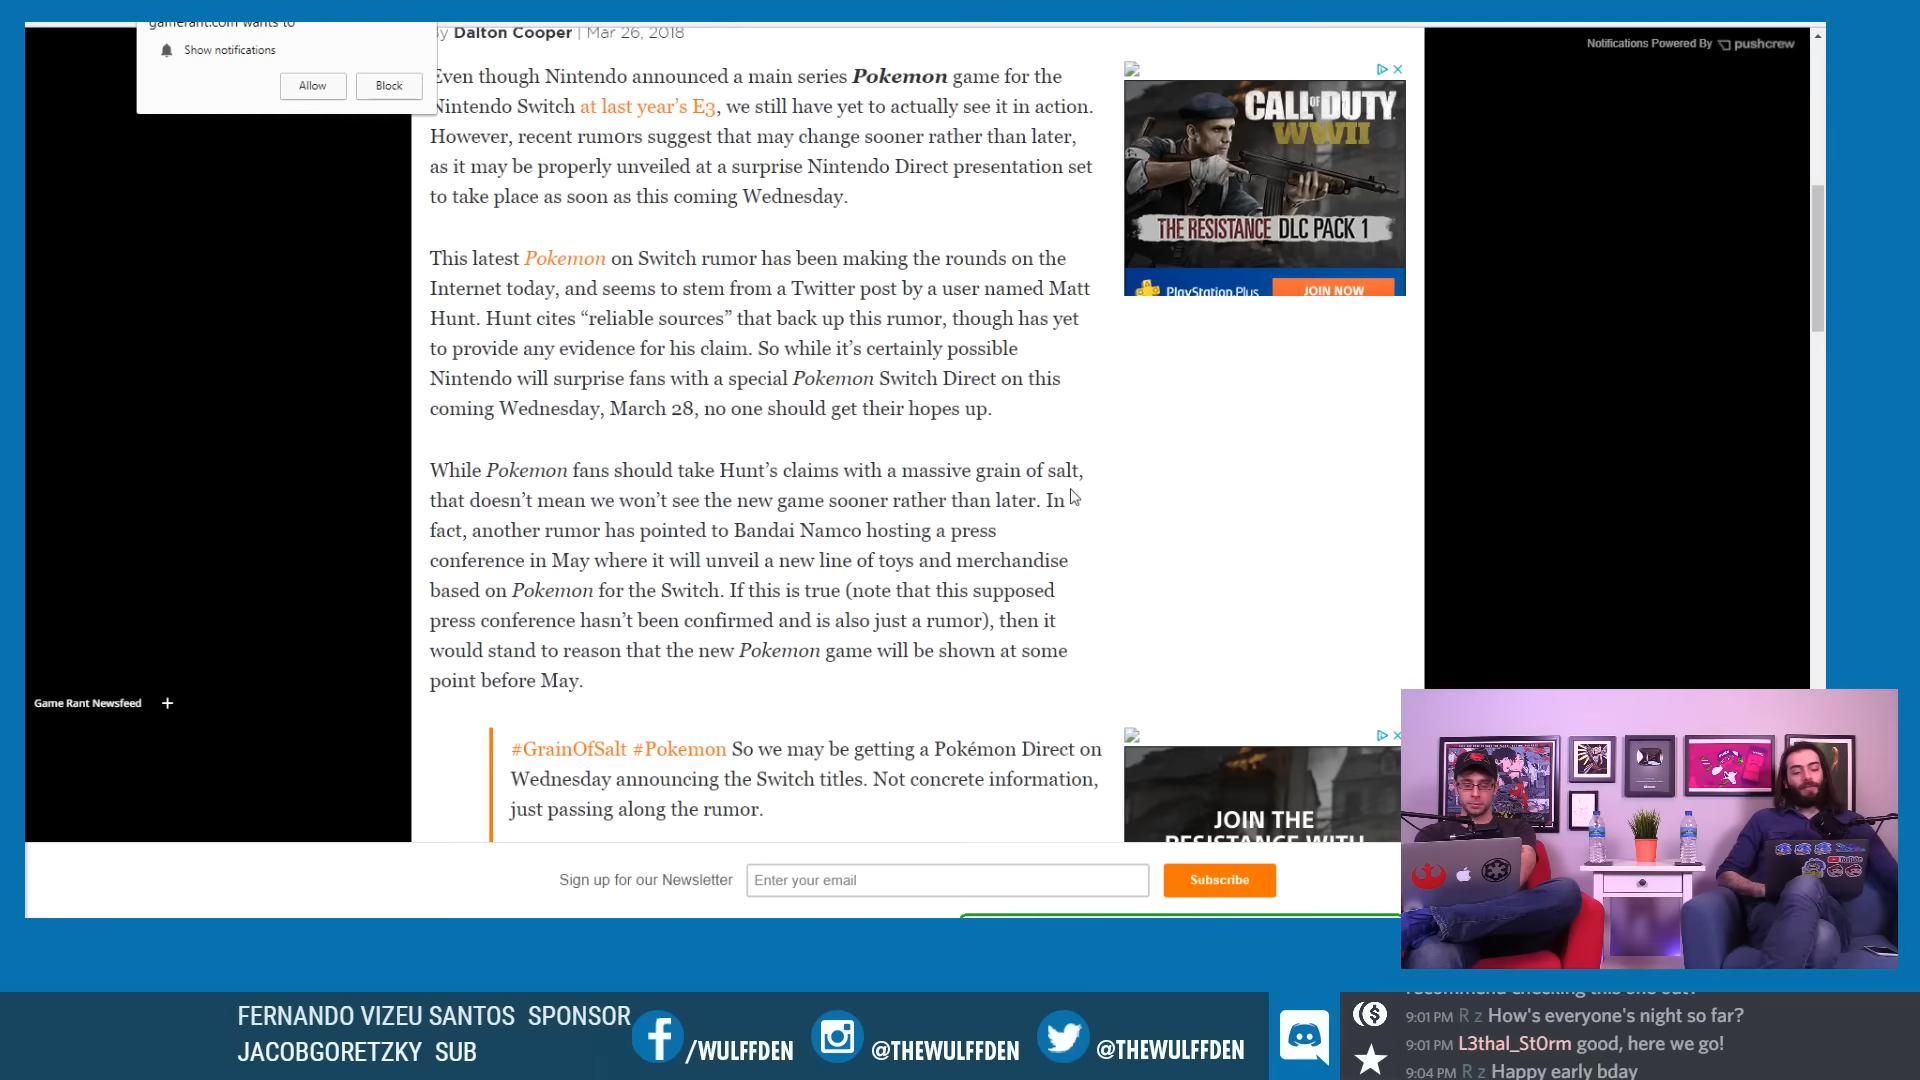 gamerant.com wants to
Show notifications
Allow
Block
By Dalton Cooper | Mar 26, 2018
Notifications Powered By pushcrew
Even though Nintendo announced a main series Pokemon game for the
Nintendo Switch at last year's E3, we still have yet to actually see it in action.
However, recent rumors suggest that may change sooner rather than later,
as it may be properly unveiled at a surprise Nintendo Direct presentation set
to take place as soon as this coming Wednesday.
This latest Pokemon on Switch rumor has been making the rounds on the
Internet today, and seems to stem from a Twitter post by a user named Matt
Hunt. Hunt cites “reliable sources” that back up this rumor, though has yet
to provide any evidence for his claim. So while it's certainly possible
Nintendo will surprise fans with a special Pokemon Switch Direct on this
coming Wednesday, March 28, no one should get their hopes up.
While Pokemon fans should take Hunt's claims with a massive grain of salt,
that doesn't mean we won't see the new game sooner rather than later. In
fact, another rumor has pointed to Bandai Namco hosting a press
conference in May where it will unveil a new line of toys and merchandise
based on Pokemon for the Switch. If this is true (note that this supposed
press conference hasn't been confirmed and is also just a rumor), then it
would stand to reason that the new Pokemon game will be shown at some
point before May.
#GrainOfSalt #Pokemon So we may be getting a Pokémon Direct on
Wednesday announcing the Switch titles. Not concrete information,
just passing along the rumor.
CALL OF DUTY
WWII
THE RESISTANCE DLC PACK 1
PlayStation.Plus
JOIN NOW
JOIN THE
RESISTANCE WITH
Game Rant Newsfeed +
Sign up for our Newsletter
Enter your email
Subscribe
FERNANDO VIZEU SANTOS SPONSOR
JACOBGORETZKY SUB
/WULFFDEN
@THEWULFFDEN
@THEWULFFDEN
recommend checking this one out?
9:01 PM R z How's everyone's night so far?
9:01 PM L3thal_St0rm good, here we go!
9:04 PM R z Happy early bday